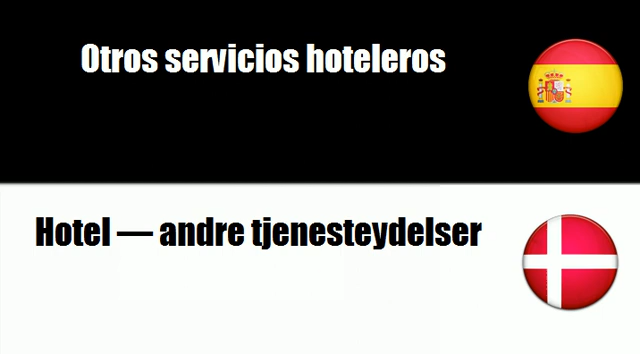 Otros servicios hoteleros
Hotel — andre tjenesteydelser